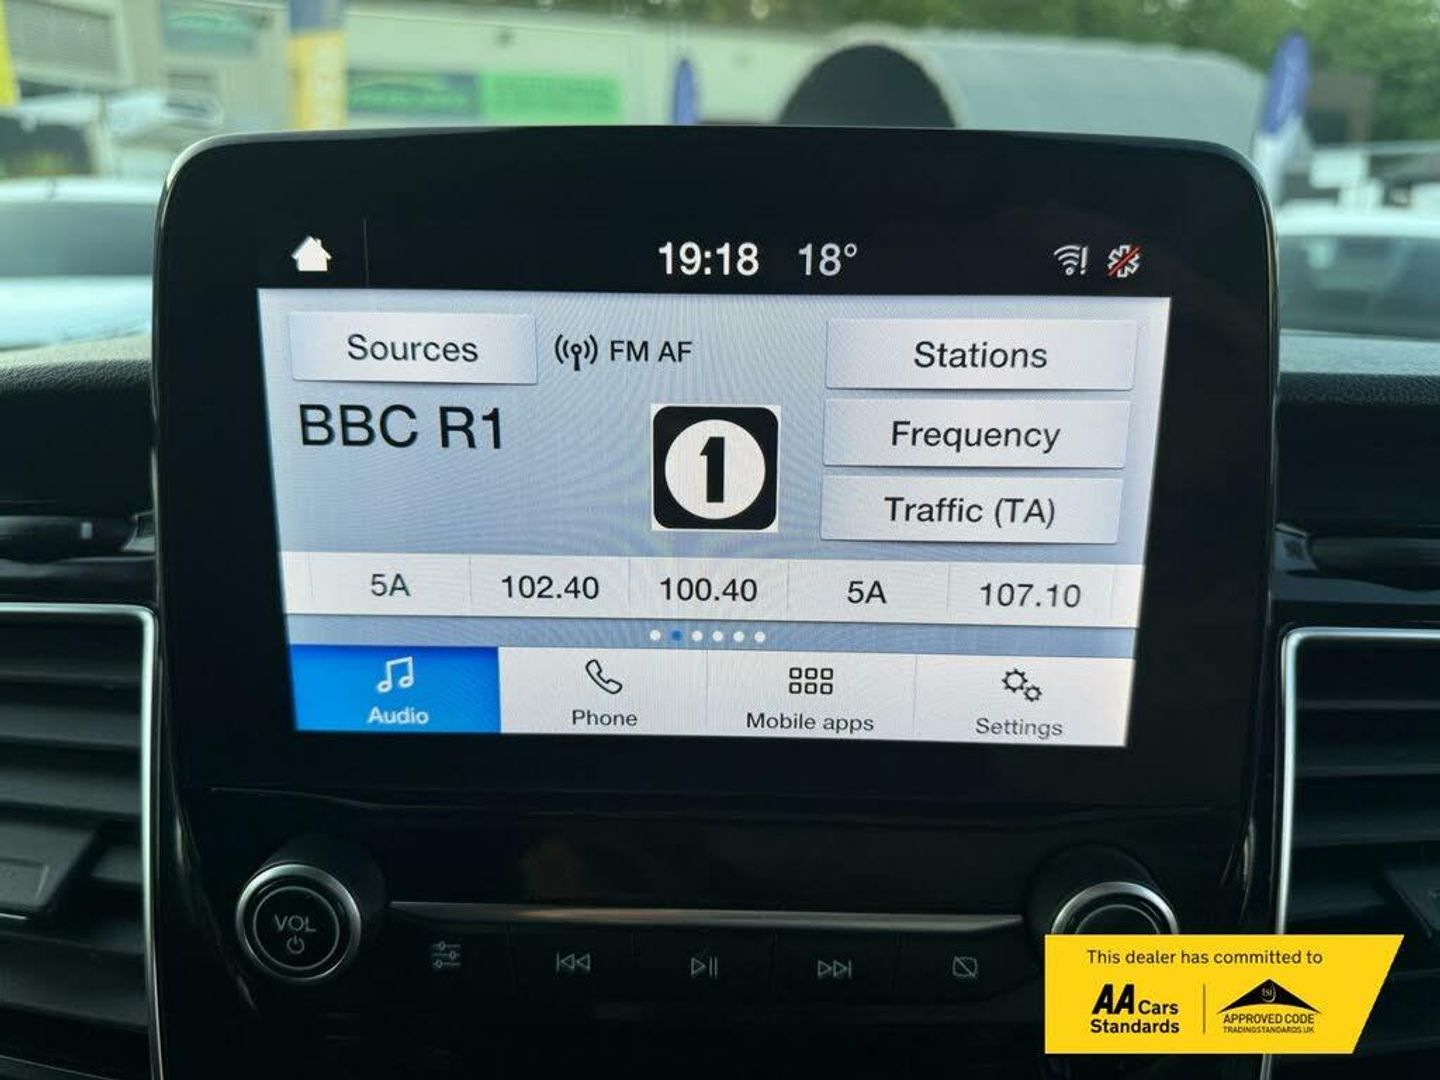 19:18 18°
Sources FM AF Stations
BBC R1 1 Frequency
Traffic (TA)
5A 102.40 100.40 5A 107.10
Audio Phone Mobile apps Settings
VOL
This dealer has committed to
AA Cars
Standards
tsi
APPROVED CODE
TRADINGSTANDARDS.UK